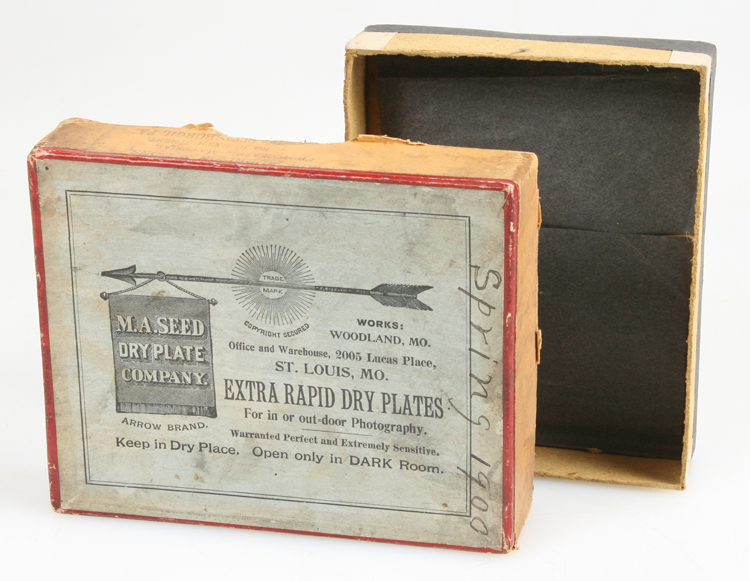 TRADE
MARK
COPYRIGHT SECURED
M.A. SEED
DRY PLATE
COMPANY.
ARROW BRAND.
WORKS:
WOODLAND, MO.
Office and Warehouse, 2005 Lucas Place,
ST. LOUIS, MO.
EXTRA RAPID DRY PLATES
For in or out-door Photography.
Warranted Perfect and Extremely Sensitive.
Keep in Dry Place. Open only in DARK Room.
Spring 1900